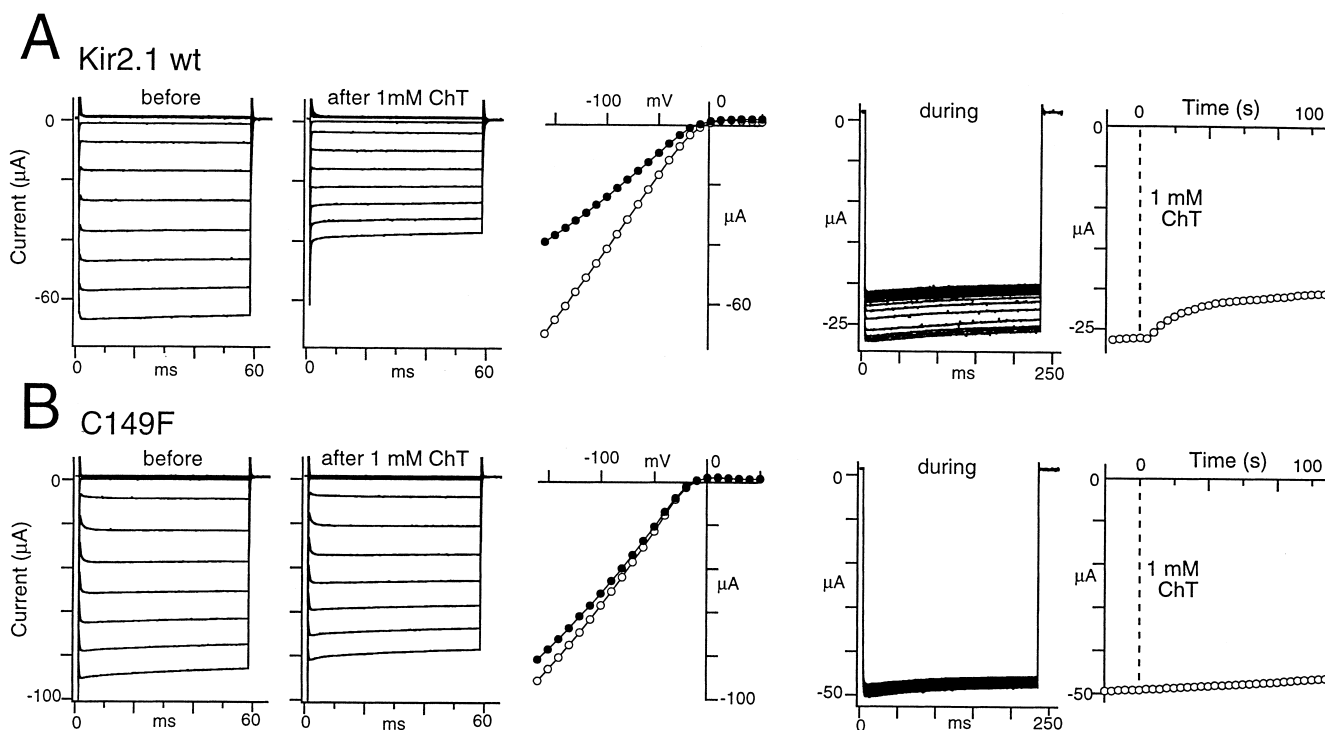 A
Kir2.1 wt
before
after 1mM ChT
-100 mV 0
during
Time (s)
0 100
0
-60
Current (µA)
0 ms 60
0 ms 60
µA
-60
0
µA
-25
0 ms 250
0
µA
-25
1 mM
ChT
B
C149F
before
after 1 mM ChT
-100 mV 0
during
Time (s)
0 100
0
-100
Current (µA)
0 ms 60
0 ms 60
µA
-100
0
µA
-50
0 ms 250
0
µA
-50
1 mM
ChT